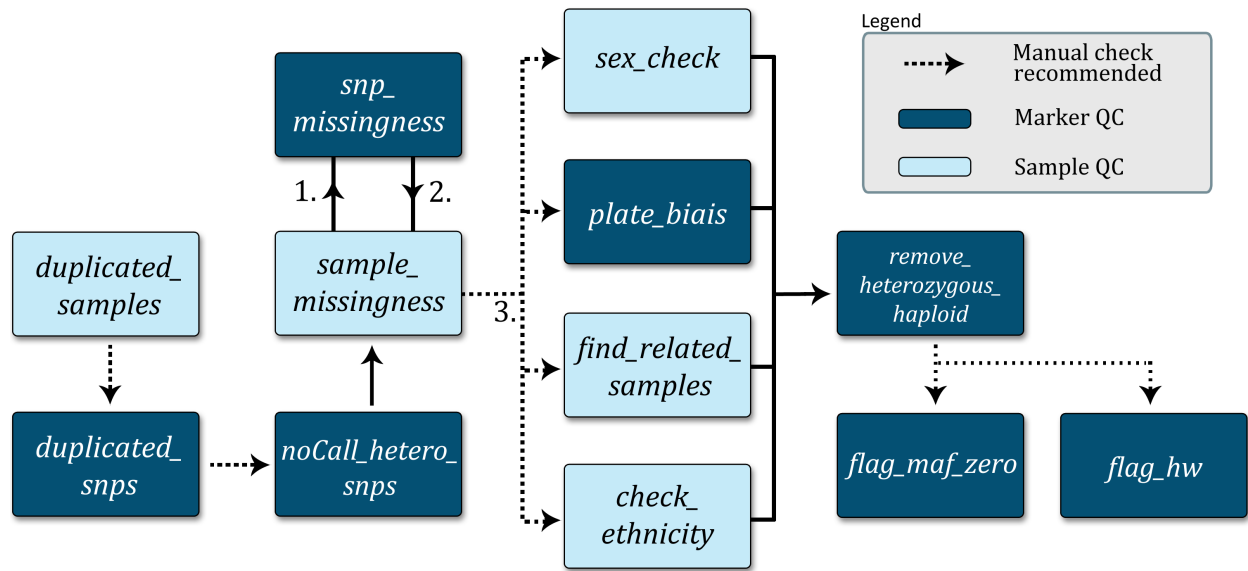 Legend
Manual check
recommended
Marker QC
Sample QC
duplicated_
samples
duplicated_
snps
noCall_hetero_
snps
sample_
missingness
1.
2.
snp_
missingness
3.
sex_check
plate_biais
find_related_
samples
check_
ethnicity
remove_
heterozygous_
haploid
flag_maf_zero
flag_hw